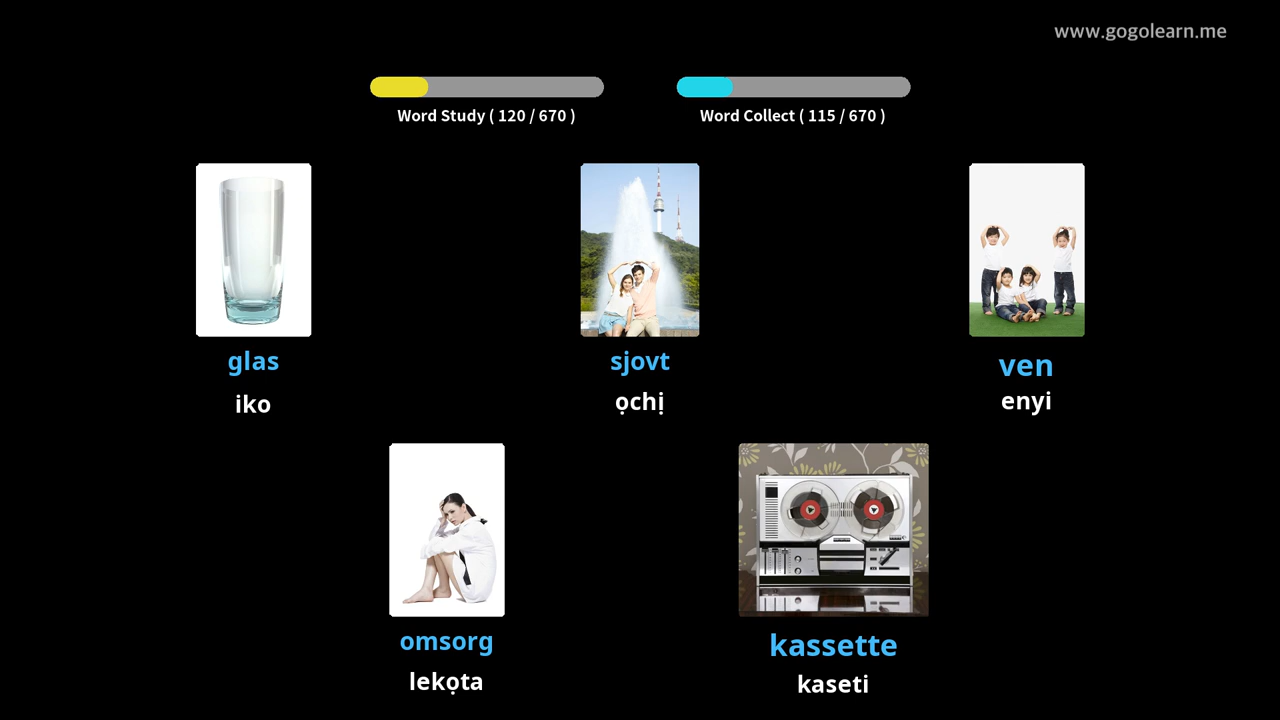 www.gogolearn.me
Word Study ( 120 / 670 )
Word Collect ( 115 / 670 )
glas
iko
sjovt
ọchị
ven
enyi
omsorg
lekọta
kassette
kaseti